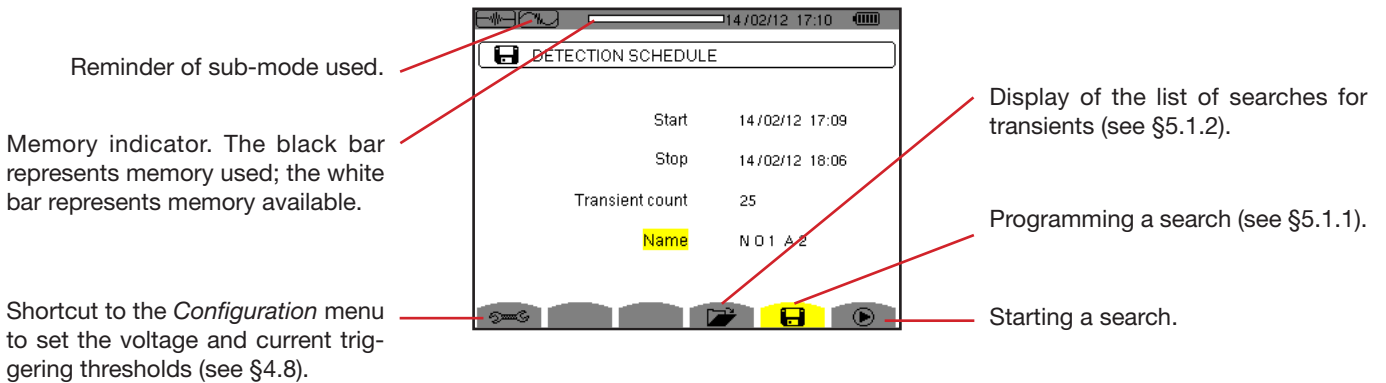 14/02/12 17:10
DETECTION SCHEDULE
Reminder of sub-mode used.
Memory indicator. The black bar
represents memory used; the white
bar represents memory available.
Shortcut to the Configuration menu
to set the voltage and current trig-
gering thresholds (see §4.8).
Start 14/02/12 17:09
Stop 14/02/12 18:06
Transient count 25
Name N 0 1 A 2
Display of the list of searches for
transients (see §5.1.2).
Programming a search (see §5.1.1).
Starting a search.